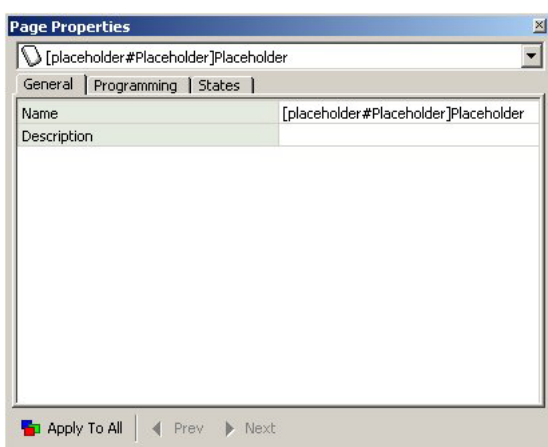 Page Properties
[placeholder#Placeholder]Placeholder
General Programming States
Name [placeholder#Placeholder]Placeholder
Description
Apply To All Prev Next